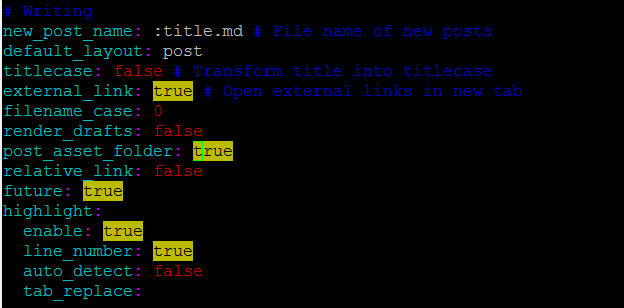 # Writing
new_post_name: :title.md # File name of new posts
default_layout: post
titlecase: false # Transform title into titlecase
external_link: true # Open external links in new tab
filename_case: 0
render_drafts: false
post_asset_folder: true
relative_link: false
future: true
highlight:
  enable: true
  line_number: true
  auto_detect: false
  tab_replace: